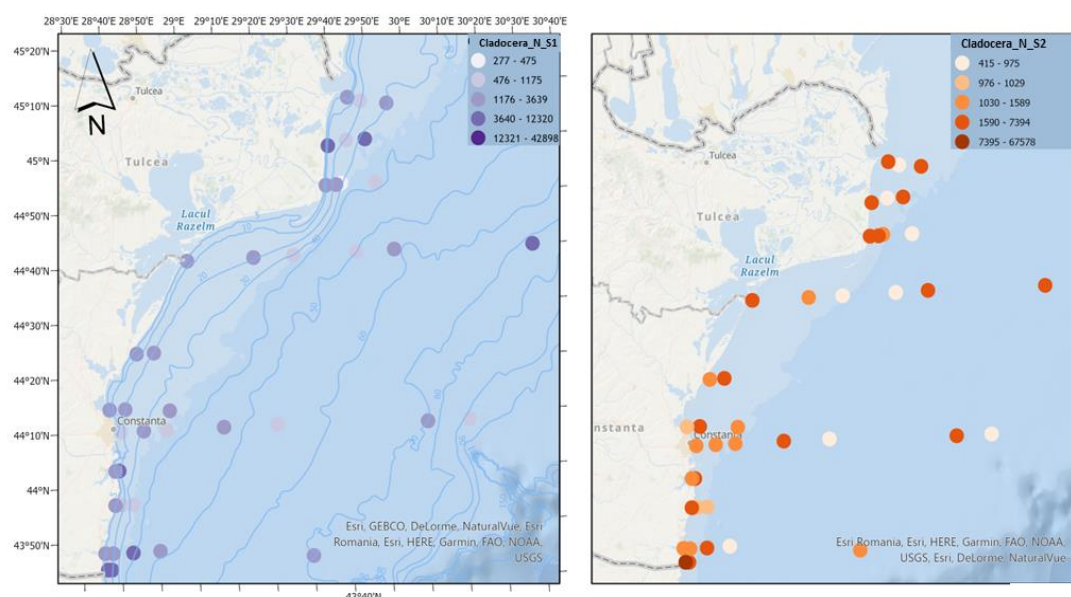 28°30'E 28°40'E 28°50'E 29°E 29°10'E 29°20'E 29°30'E 29°40'E 29°50'E 30°E 30°10'E 30°20'E 30°30'E 30°40'E
45°20'N
45°10'N
45°N
44°50'N
44°40'N
44°30'N
44°20'N
44°10'N
44°N
43°50'N
N
Tulcea
Tulcea
Lacul
Razelm
Constanta
Cladocera_N_S1
277 - 475
476 - 1175
1176 - 3639
3640 - 12320
12321 - 42898
Esri, GEBCO, DeLorme, NaturalVue, Esri
Romania, Esri, HERE, Garmin, FAO, NOAA,
USGS
Cladocera_N_S2
415 - 975
976 - 1029
1030 - 1589
1590 - 7394
7395 - 67578
Tulcea
Tulcea
Lacul
Razelm
nstanta
Constanta
Esri Romania, Esri, HERE, Garmin, FAO, NOAA,
USGS, Esri, DeLorme, NaturalVue